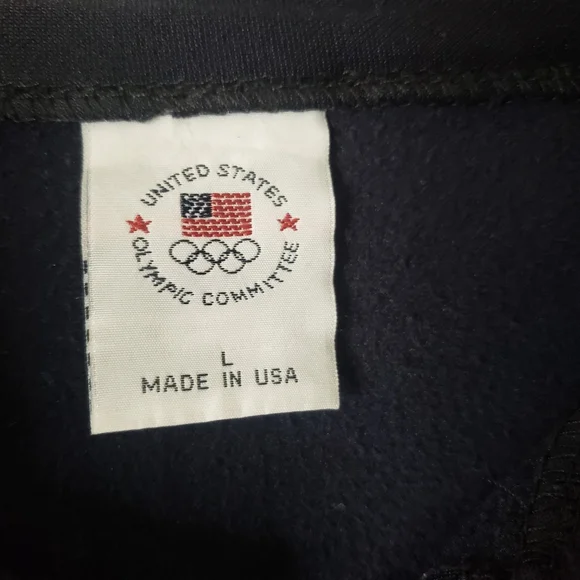 UNITED STATES
OLYMPIC COMMITTEE
L
MADE IN USA